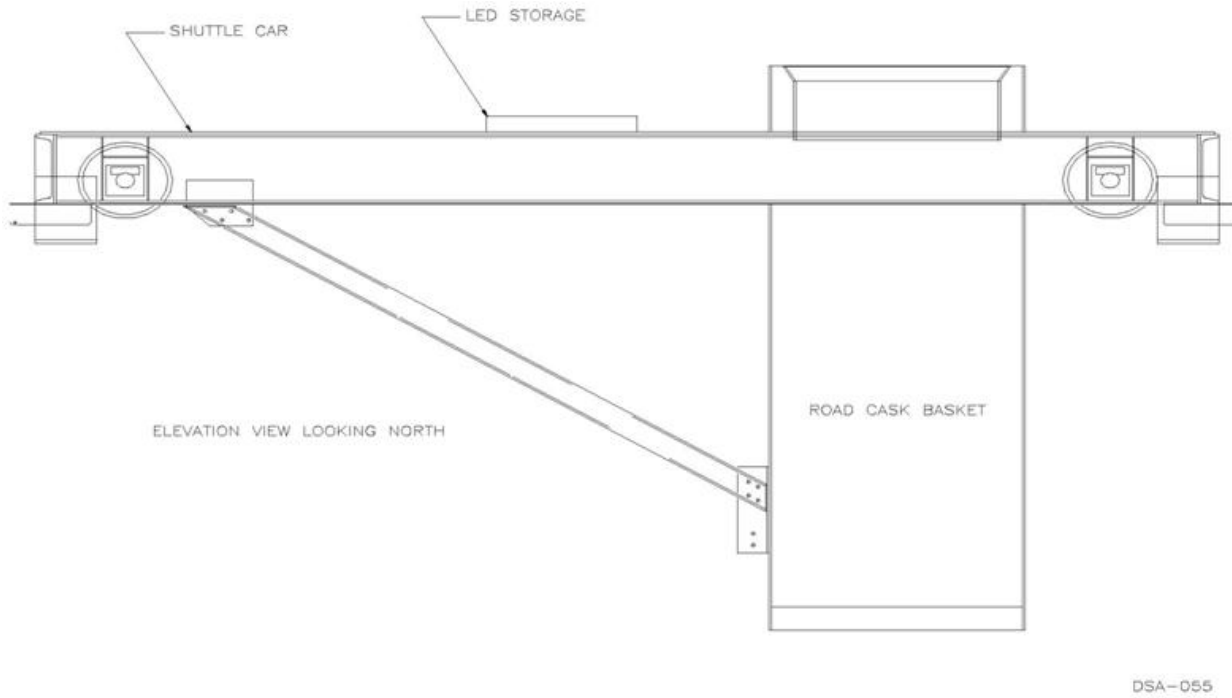 SHUTTLE CAR
LED STORAGE
ROAD CASK BASKET
ELEVATION VIEW LOOKING NORTH
DSA-055